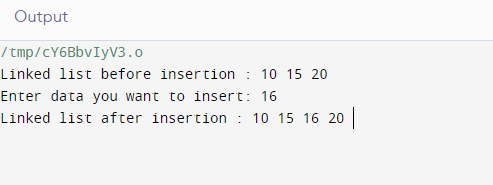 Output
/tmp/cY6BbvIyV3.o
Linked list before insertion : 10 15 20
Enter data you want to insert: 16
Linked list after insertion : 10 15 16 20